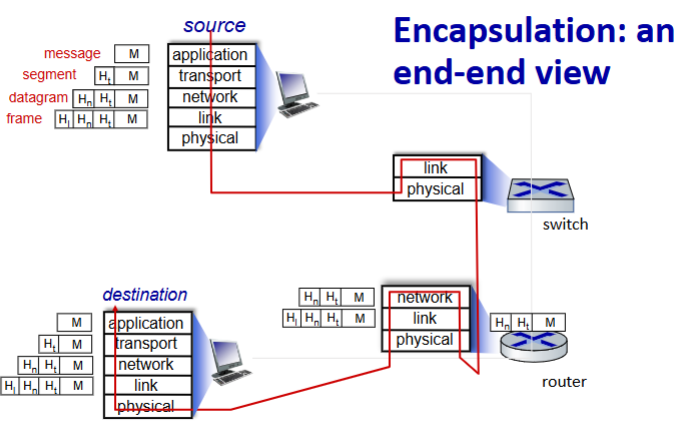 source
Encapsulation: an
end-end view
message M
segment Ht M
datagram Hn Ht M
frame Hl Hn Ht M
application
transport
network
link
physical
link
physical
switch
destination
M
Ht M
Hn Ht M
Hl Hn Ht M
application
transport
network
link
physical
Hn Ht M
Hl Hn Ht M
network
link
physical
Hn Ht M
router